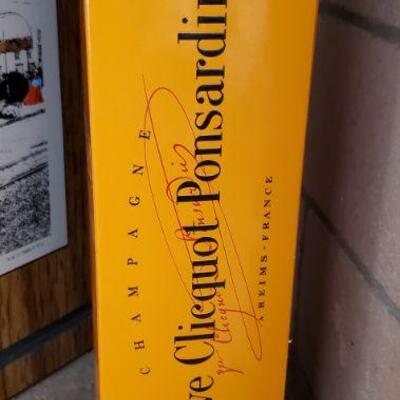 CHAMPAGNE
ve Clicquot Ponsardin
A REIMS - FRANCE